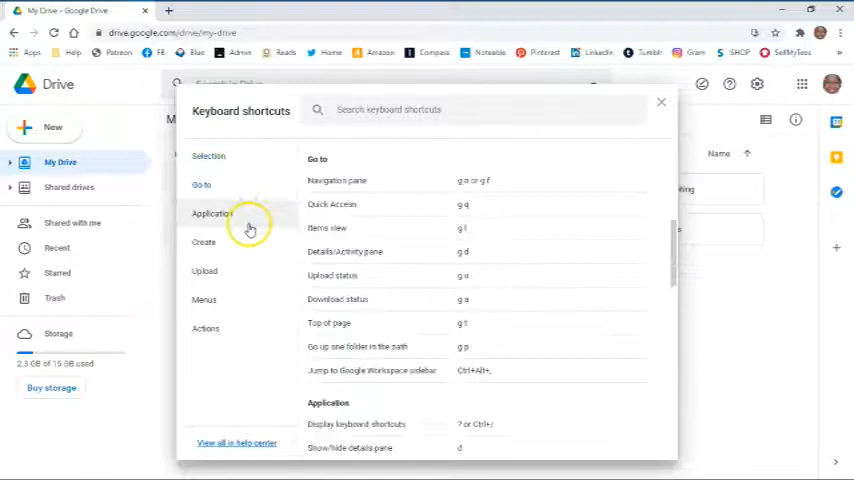 My Drive - Google Drive
drive.google.com/drive/my-drive
Apps Help Patreon FB Blue Admin Reads Home Amazon Compass Noteable Pinterest LinkedIn Tumblr Gram SHOP SellMyTees
Drive
Search in Drive
New
My Drive
Shared drives
Shared with me
Recent
Starred
Trash
Storage
2.3 GB of 15 GB used
Buy storage
Name
Keyboard shortcuts
Search keyboard shortcuts
Selection
Go to
Application
Create
Upload
Menus
Actions
View all in help center
Go to
Navigation pane g n or g f
Quick Access g q
Items view g l
Details/Activity pane g d
Upload status g u
Download status g a
Top of page g t
Go up one folder in the path g p
Jump to Google Workspace sidebar Ctrl+Alt+,
Application
Display keyboard shortcuts ? or Ctrl+/
Show/hide details pane d